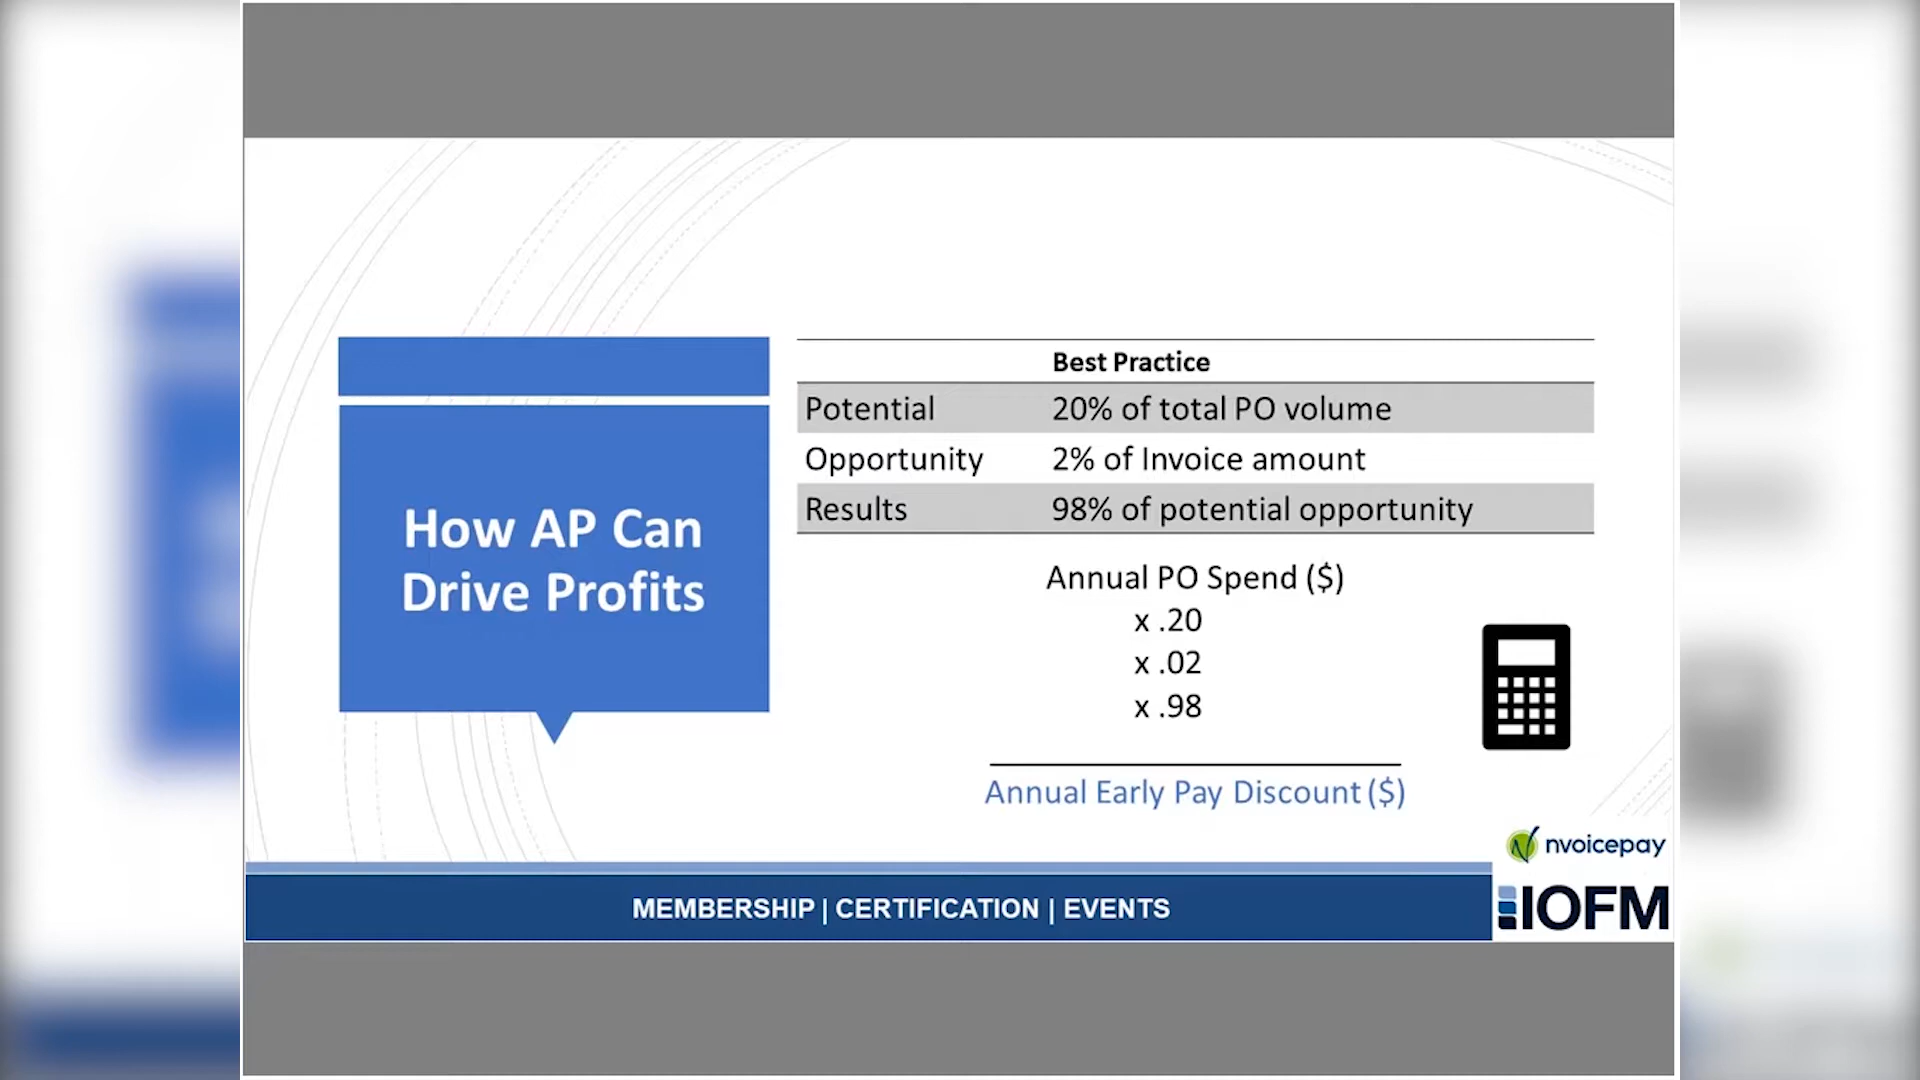 How AP Can
Drive Profits
Best Practice
Potential 20% of total PO volume
Opportunity 2% of Invoice amount
Results 98% of potential opportunity
Annual PO Spend ($)
x .20
x .02
x .98
Annual Early Pay Discount ($)
nvoicepay
MEMBERSHIP | CERTIFICATION | EVENTS
IOFM